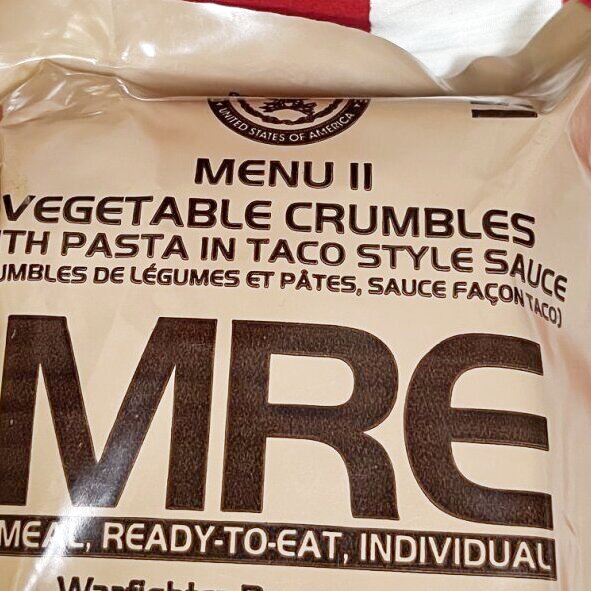 UNITED STATES OF AMERICA
MENU 11
VEGETABLE CRUMBLES
TH PASTA IN TACO STYLE SAUCE
UMBLES DE LÉGUMES ET PÂTES, SAUCE FAÇON TACO)
MRE
MEAL, READY-TO-EAT, INDIVIDUAL